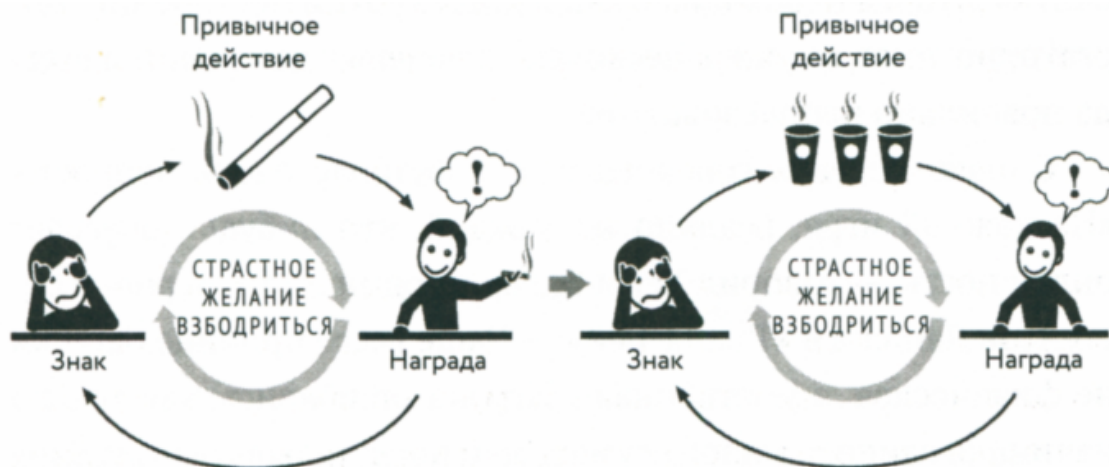 Привычное
действие
!
СТРАСТНОЕ
ЖЕЛАНИЕ
ВЗБОДРИТЬСЯ
Знак
Награда
Привычное
действие
!
СТРАСТНОЕ
ЖЕЛАНИЕ
ВЗБОДРИТЬСЯ
Знак
Награда